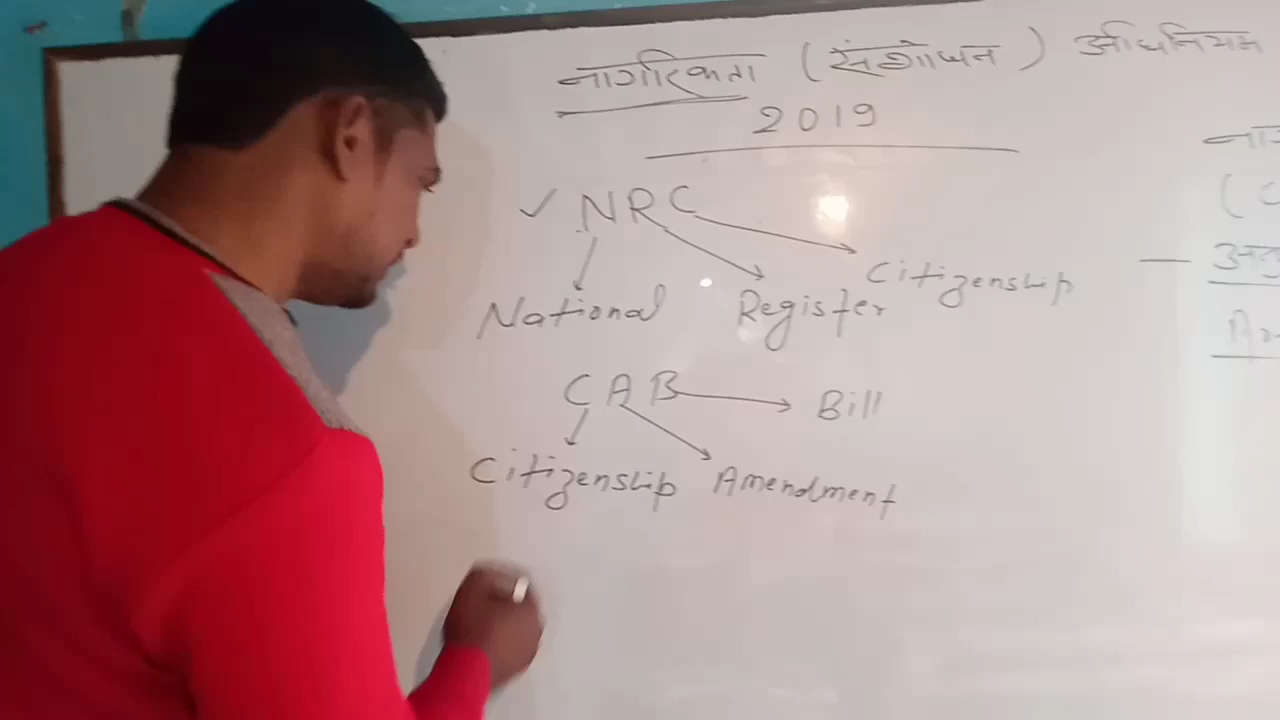 नागरिकता (संशोधन) अधिनियम
2019
✓ NRC
Citizenship
National Register
CAB
Bill
Citizenship Amendment